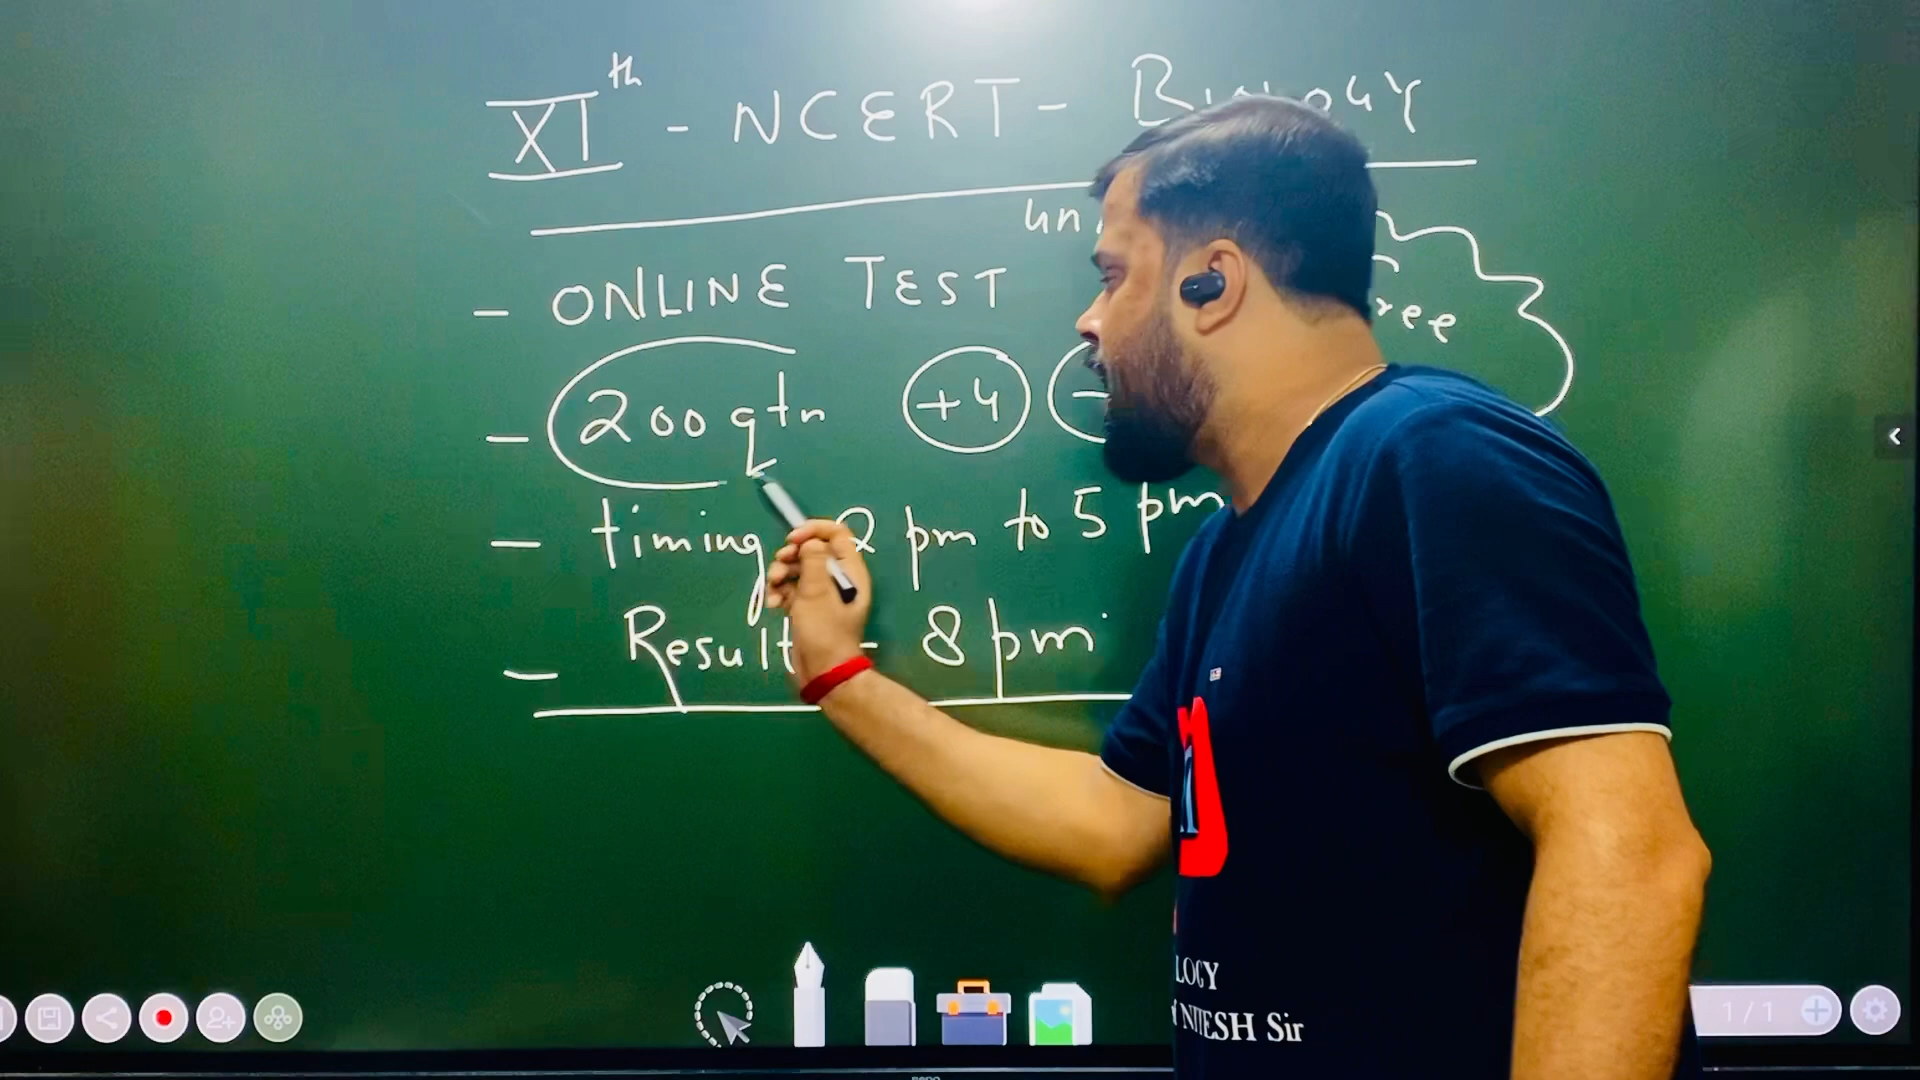 XIth - NCERT - Biology
- ONLINE TEST
ree
- 200 qtn +4 -
- timing 2 pm to 5 pm
- Result - 8 pm
LOGY
NITESH Sir
1/1